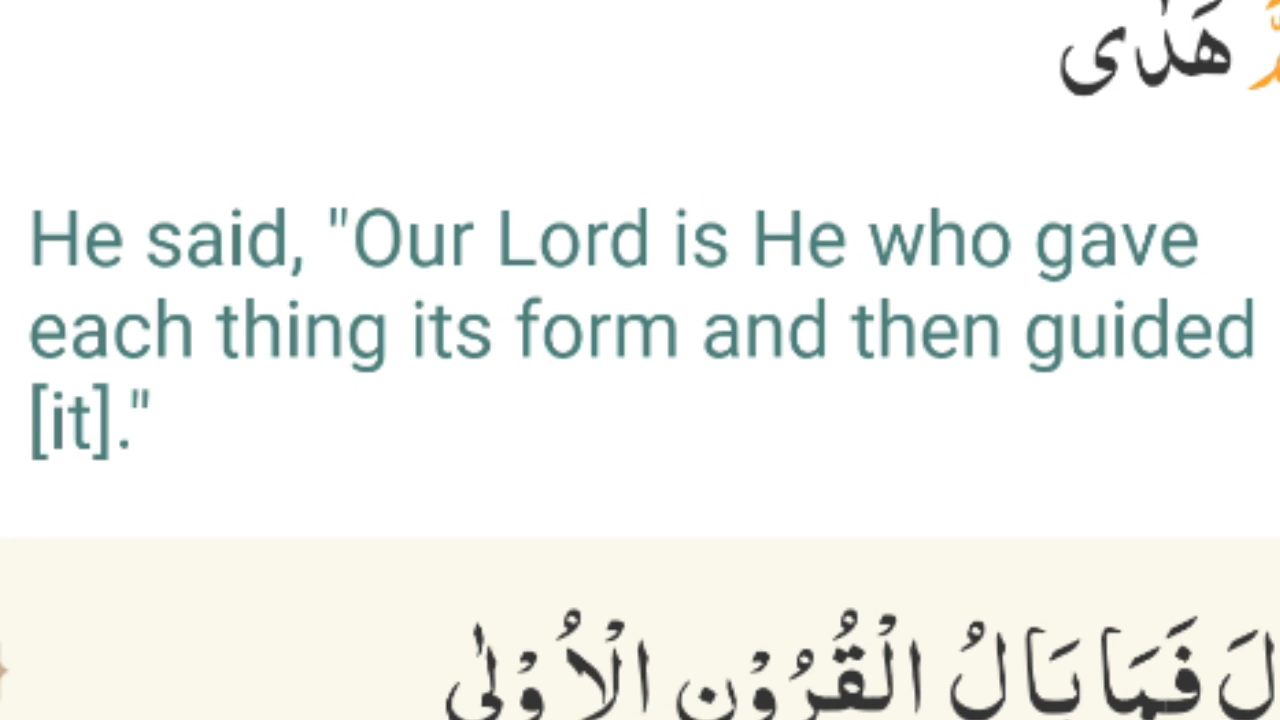 هَدٰى
He said, "Our Lord is He who gave
each thing its form and then guided
[it]."
فَمَا بَالُ الْقُرُوْنِ الْاُوْلٰى